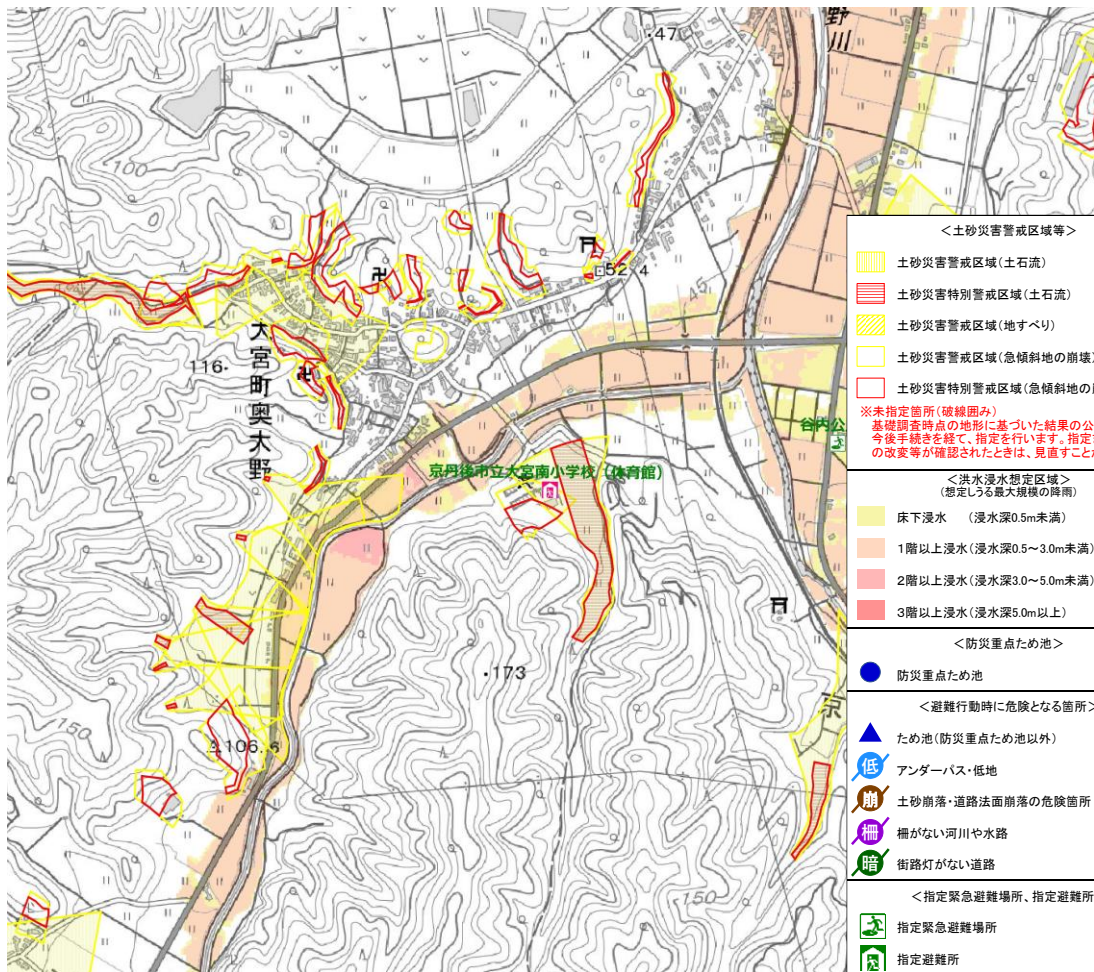 野川
・47
100
52.4
45
大宮町奥大野
116・
谷内公
京丹後市立大宮南小学校(体育館)
・173
京
150
106.6
150
<土砂災害警戒区域等>
土砂災害警戒区域(土石流)
土砂災害特別警戒区域(土石流)
土砂災害警戒区域(地すべり)
土砂災害警戒区域(急傾斜地の崩壊)
土砂災害特別警戒区域(急傾斜地の
※未指定箇所(破線囲み)
基礎調査時点の地形に基づいた結果の公
今後手続きを経て、指定を行います。指定
の改変等が確認されたときは、見直すことが
<洪水浸水想定区域>
(想定しうる最大規模の降雨)
床下浸水 (浸水深0.5m未満)
1階以上浸水(浸水深0.5~3.0m未満)
2階以上浸水(浸水深3.0~5.0m未満)
3階以上浸水(浸水深5.0m以上)
<防災重点ため池>
防災重点ため池
<避難行動時に危険となる箇所>
ため池(防災重点ため池以外)
低 アンダーパス・低地
崩 土砂崩落・道路法面崩落の危険箇所
柵 柵がない河川や水路
暗 街路灯がない道路
<指定緊急避難場所、指定避難所
指定緊急避難場所
指定避難所